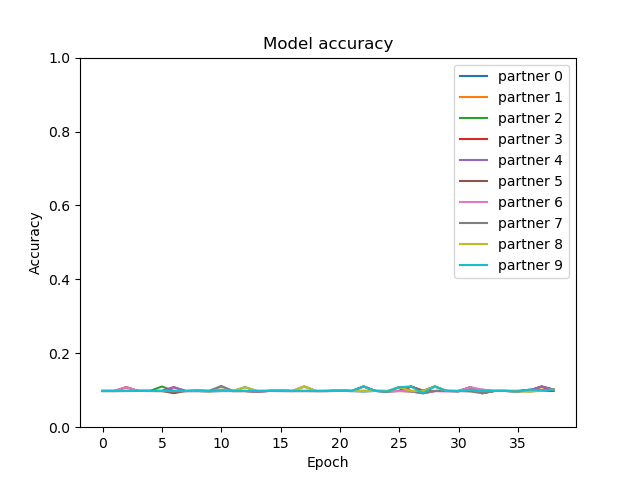 Model accuracy
1.0
0.8
0.6
0.4
0.2
0.0
Accuracy
partner 0
partner 1
partner 2
partner 3
partner 4
partner 5
partner 6
partner 7
partner 8
partner 9
0 5 10 15 20 25 30 35
Epoch